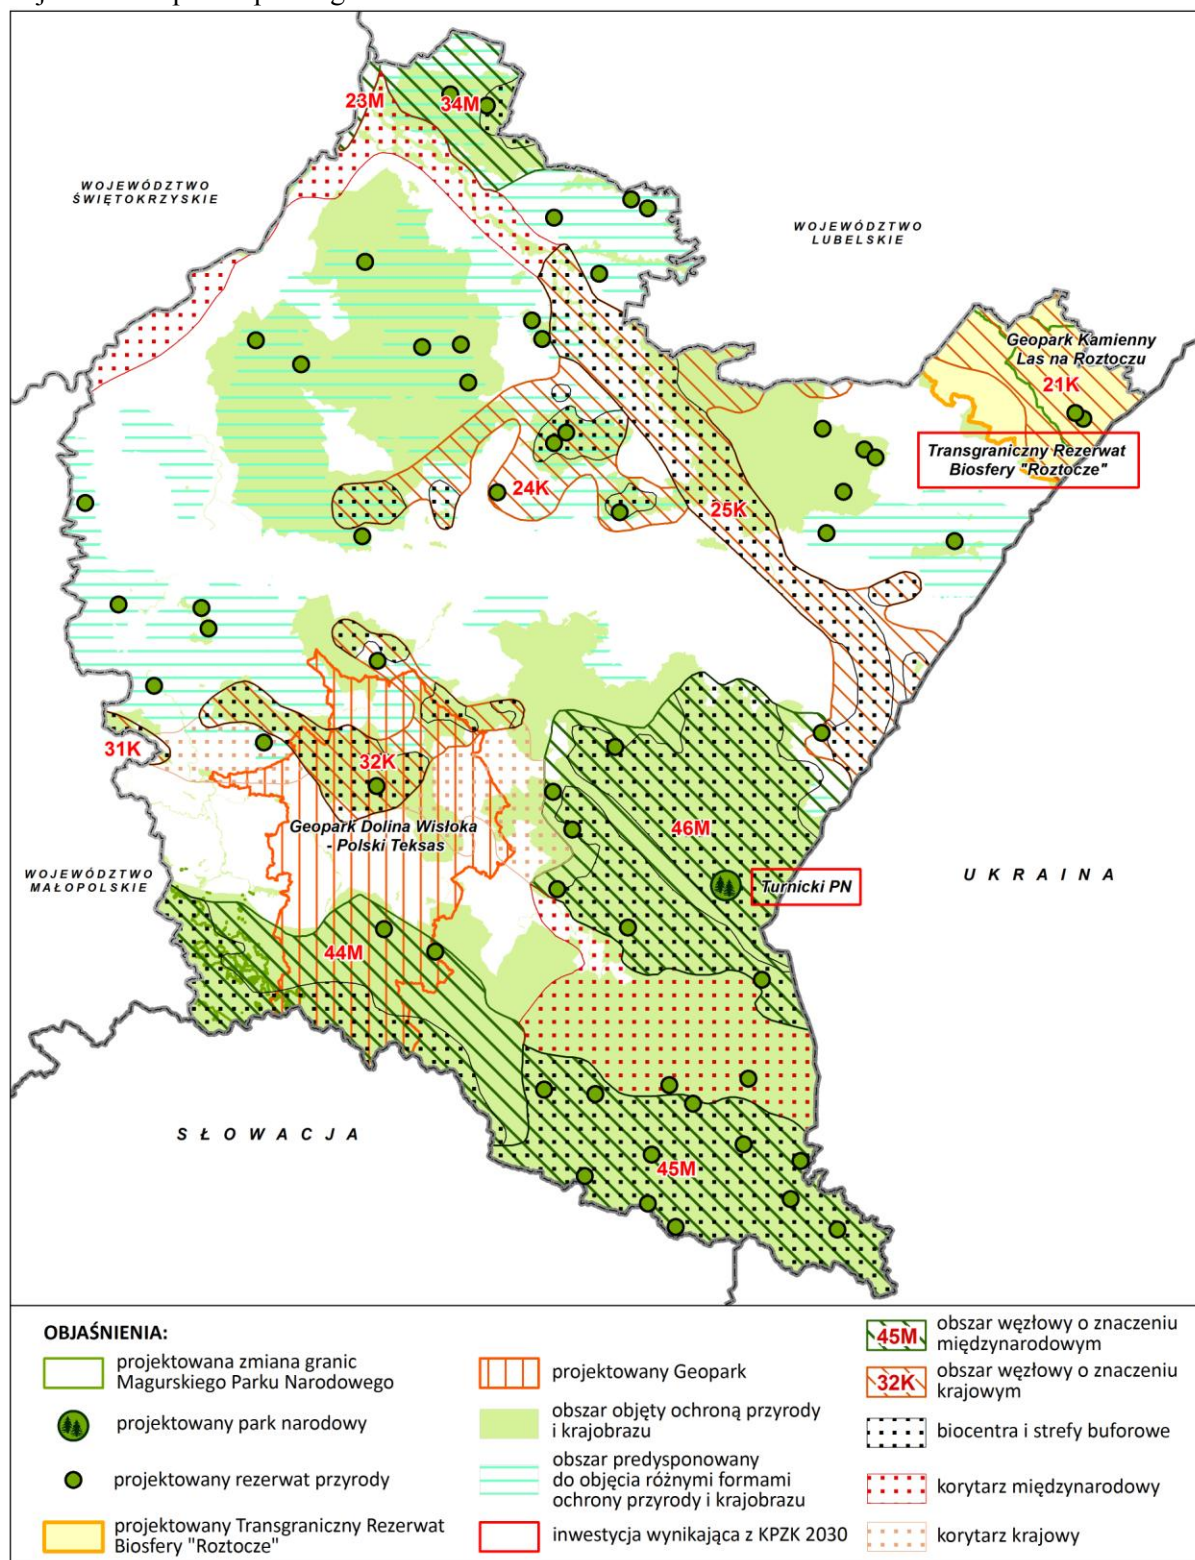 23M
34M
WOJEWÓDZTWO
ŚWIĘTOKRZYSKIE
WOJEWÓDZTWO
LUBELSKIE
Geopark Kamienny
Las na Roztoczu
21K
Transgraniczny Rezerwat
Biosfery "Roztocze"
24K
25K
31K
32K
Geopark Dolina Wisłoka
- Polski Teksas
46M
WOJEWÓDZTWO
MAŁOPOLSKIE
Turnicki PN
UKRAINA
44M
SŁOWACJA
45M
OBJAŚNIENIA:
projektowana zmiana granic
Magurskiego Parku Narodowego
projektowany park narodowy
projektowany rezerwat przyrody
projektowany Transgraniczny Rezerwat
Biosfery "Roztocze"
projektowany Geopark
obszar objęty ochroną przyrody
i krajobrazu
obszar predysponowany
do objęcia różnymi formami
ochrony przyrody i krajobrazu
inwestycja wynikająca z KPZK 2030
45M obszar węzłowy o znaczeniu
międzynarodowym
32K obszar węzłowy o znaczeniu
krajowym
biocentra i strefy buforowe
korytarz międzynarodowy
korytarz krajowy